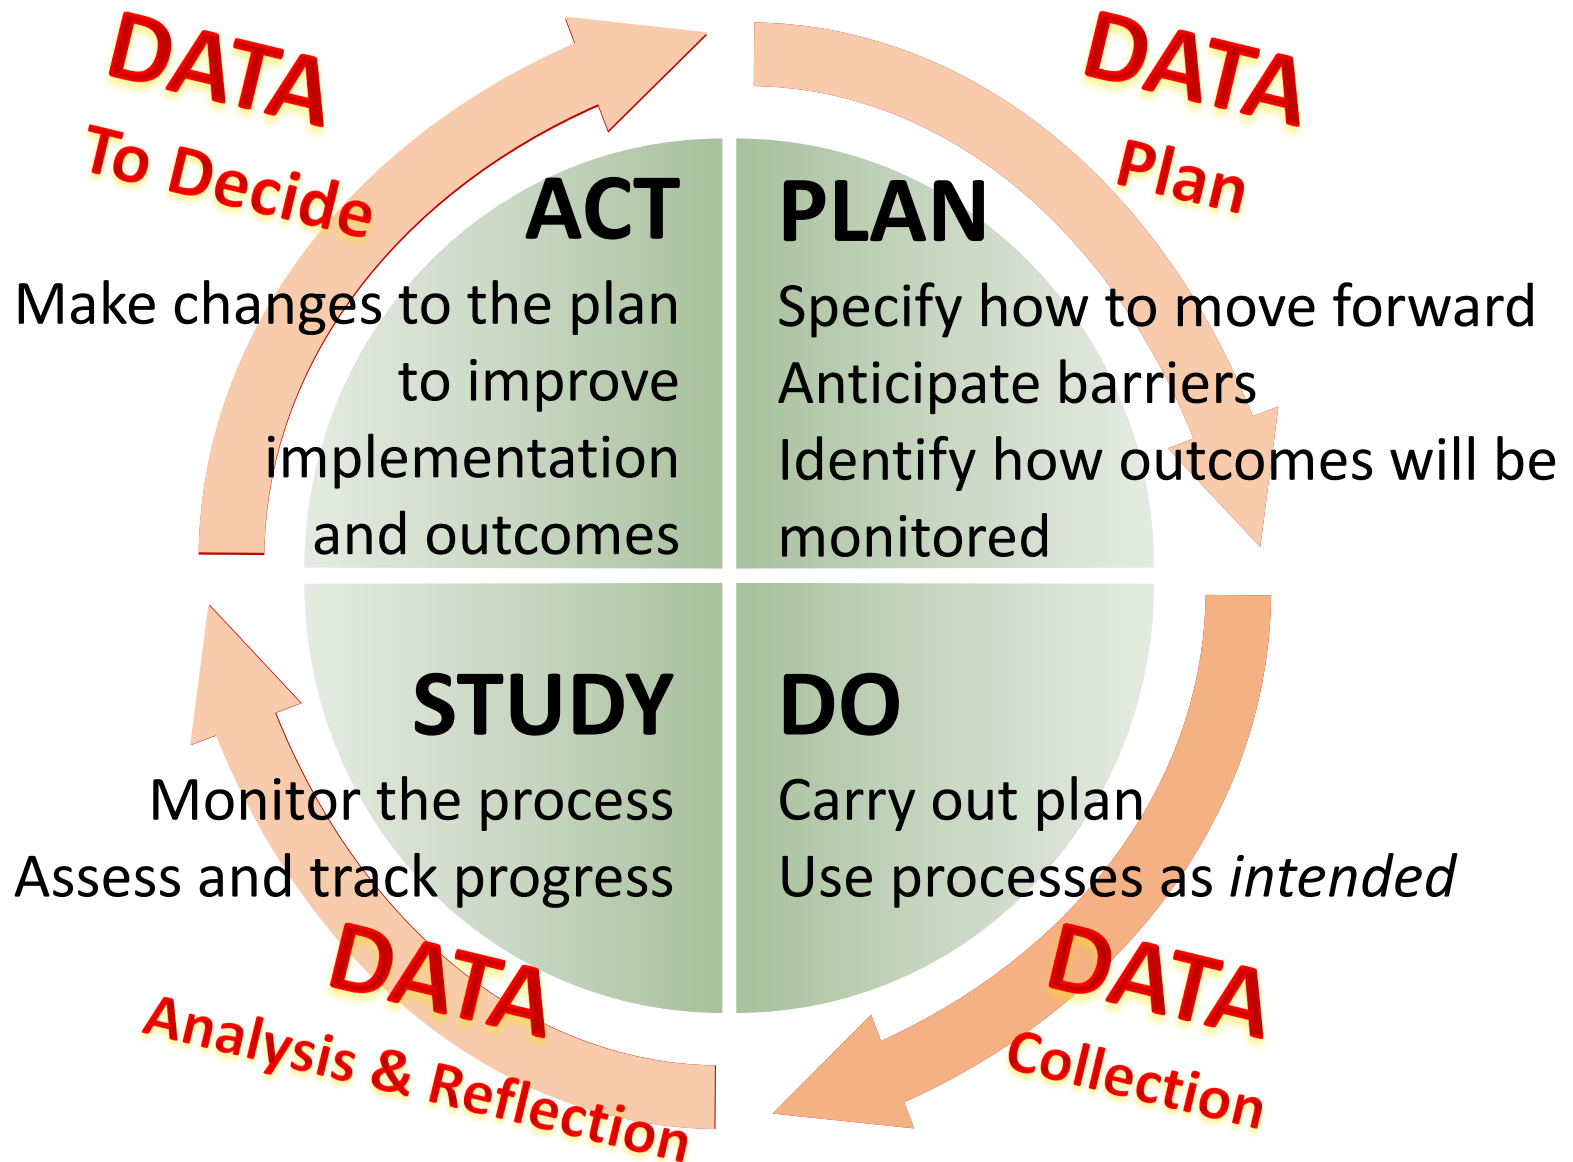 DATA
To Decide
DATA
Plan
ACT
Make changes to the plan
to improve
implementation
and outcomes
PLAN
Specify how to move forward
Anticipate barriers
Identify how outcomes will be
monitored
STUDY
Monitor the process
Assess and track progress
DO
Carry out plan
Use processes as intended
DATA
Analysis & Reflection
DATA
Collection